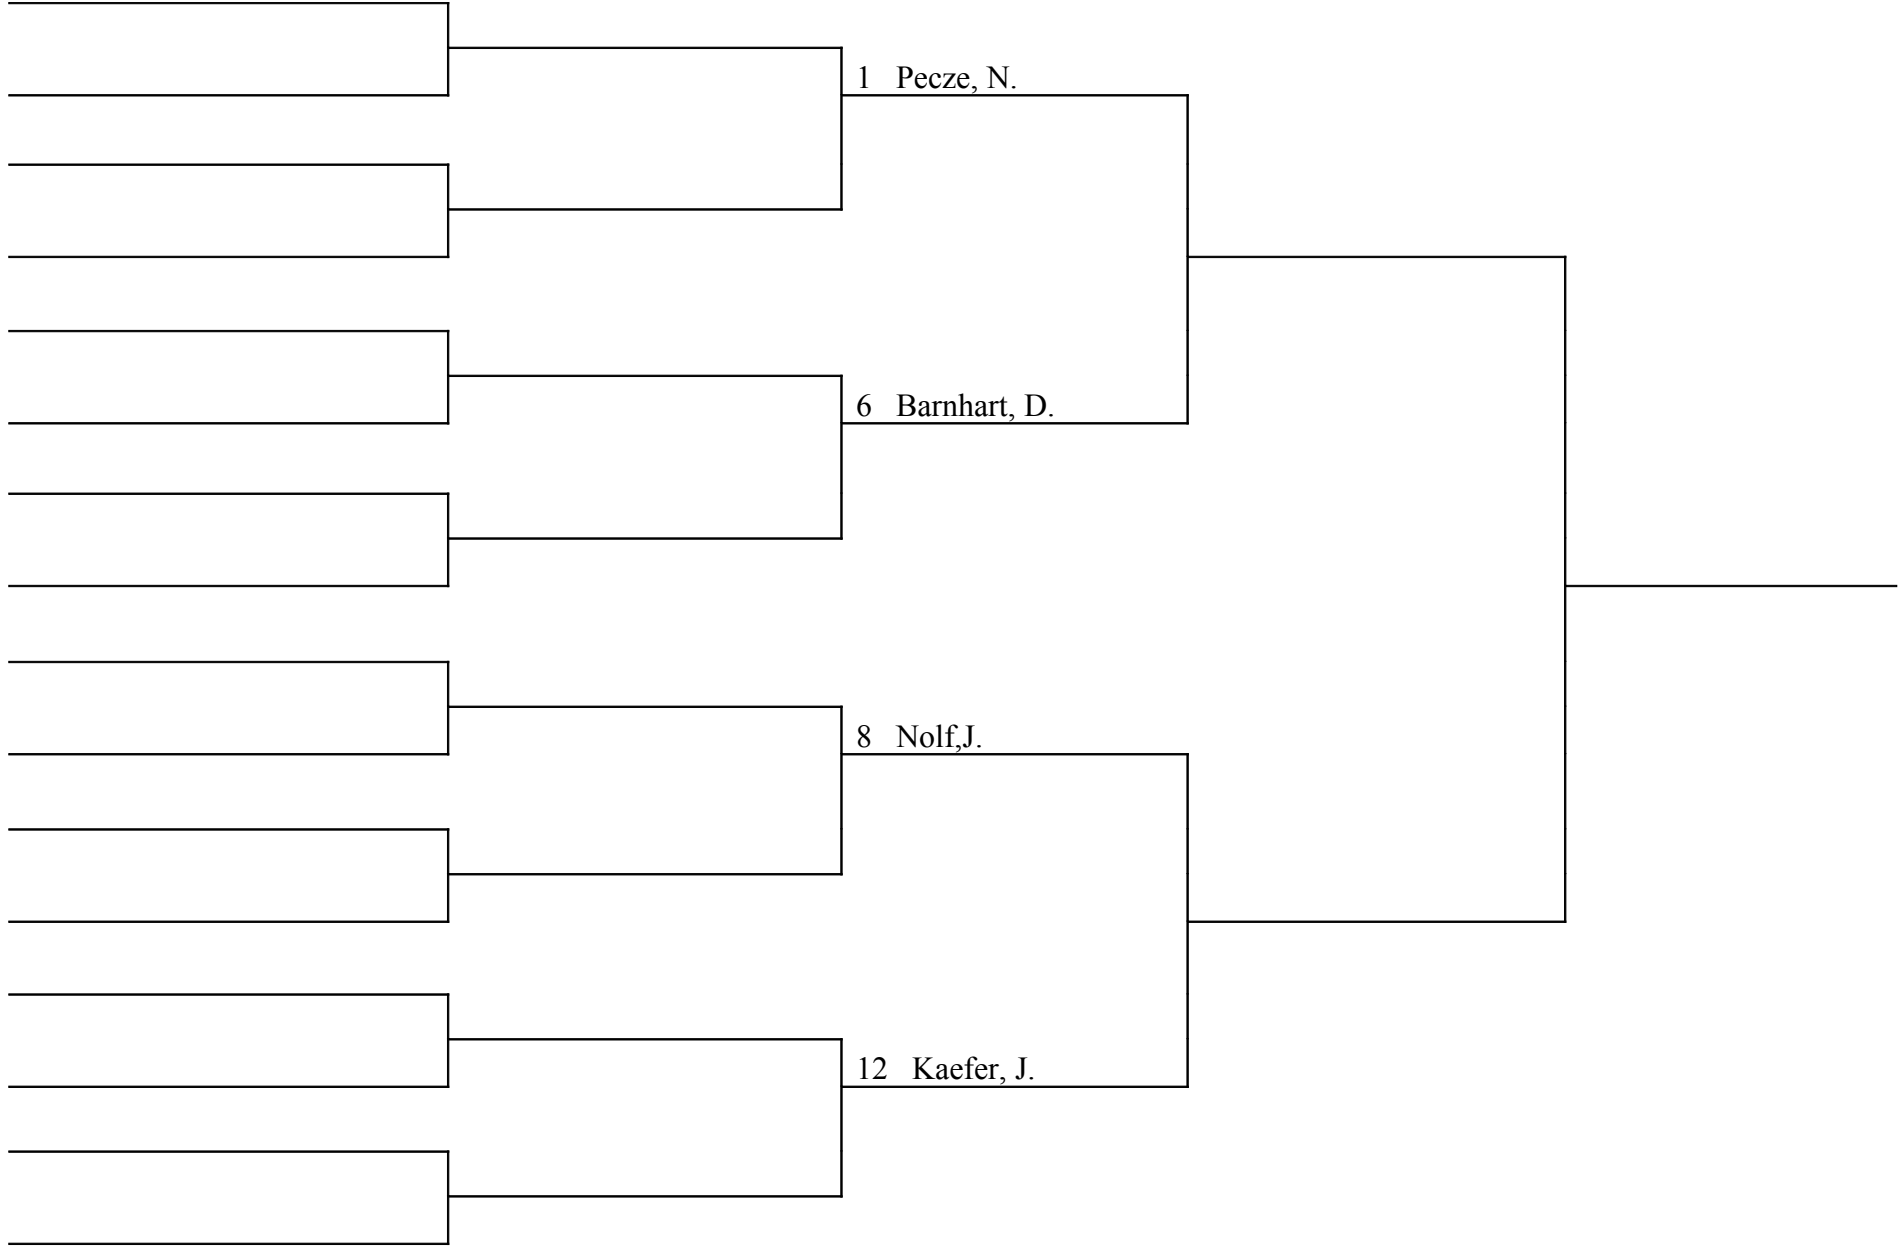 1 Pecze, N.
6 Barnhart, D.
8 Nolf,J.
12 Kaefer, J.